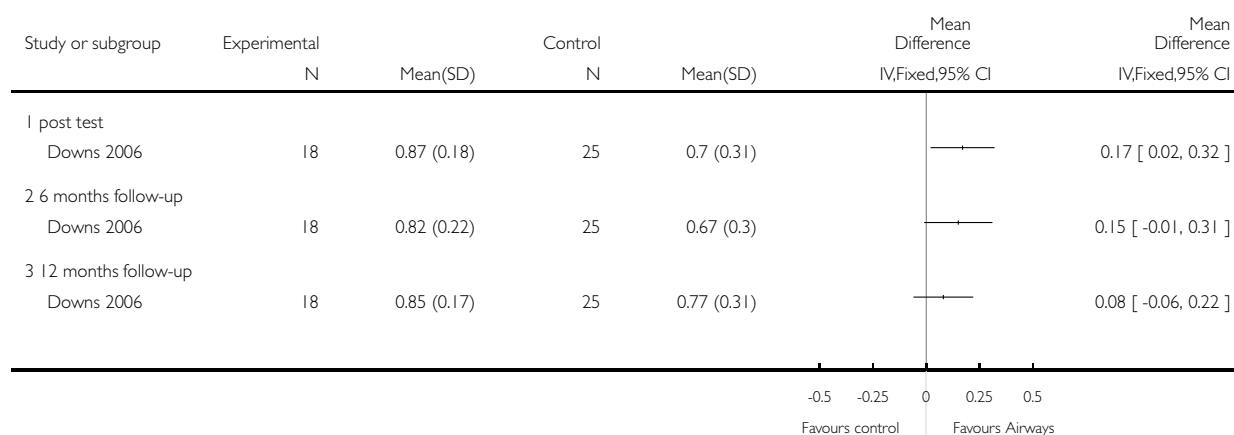 Mean Mean
Study or subgroup Experimental Control Difference Difference
N Mean(SD) N Mean(SD) IV,Fixed,95% CI IV,Fixed,95% CI
1 post test
Downs 2006 18 0.87 (0.18) 25 0.7 (0.31) 0.17 [ 0.02, 0.32 ]
2 6 months follow-up
Downs 2006 18 0.82 (0.22) 25 0.67 (0.3) 0.15 [ -0.01, 0.31 ]
3 12 months follow-up
Downs 2006 18 0.85 (0.17) 25 0.77 (0.31) 0.08 [ -0.06, 0.22 ]
-0.5 -0.25 0 0.25 0.5
Favours control Favours Airways